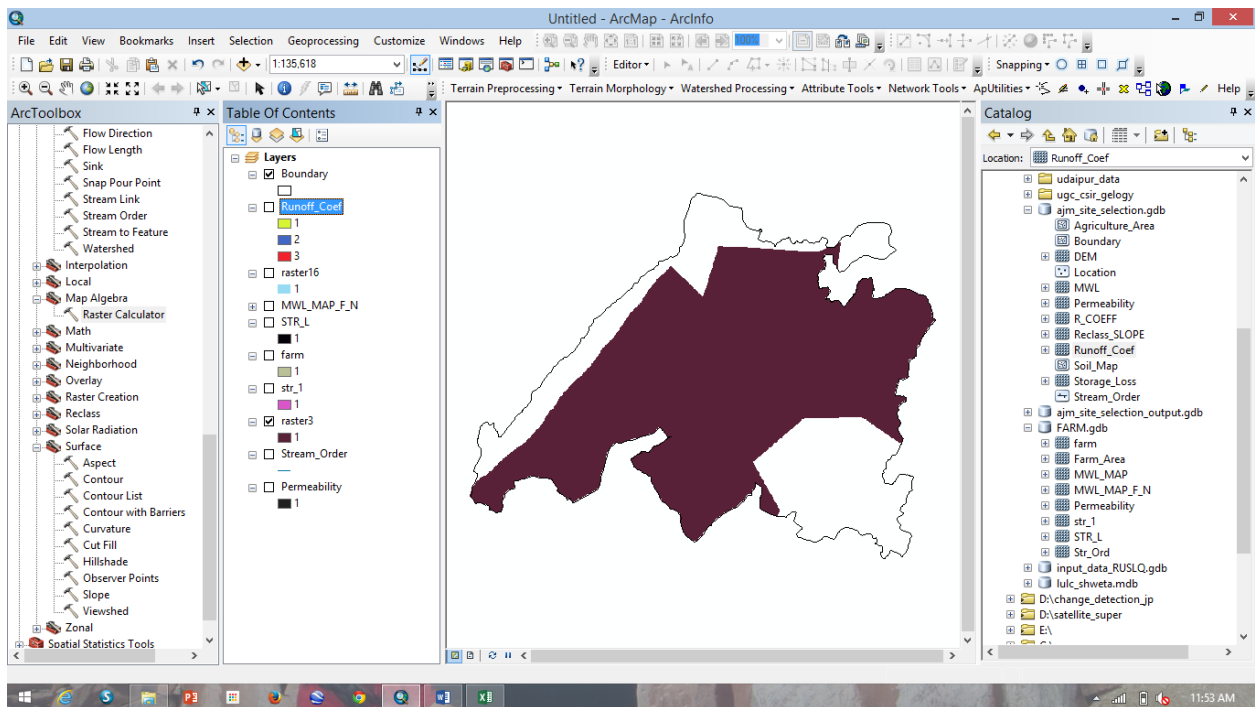 Untitled - ArcMap - ArcInfo
File Edit View Bookmarks Insert Selection Geoprocessing Customize Windows Help 100%
1:135,618 Editor Snapping
Terrain Preprocessing Terrain Morphology Watershed Processing Attribute Tools Network Tools ApUtilities Help
ArcToolbox
Flow Direction
Flow Length
Sink
Snap Pour Point
Stream Link
Stream Order
Stream to Feature
Watershed
Interpolation
Local
Map Algebra
Raster Calculator
Math
Multivariate
Neighborhood
Overlay
Raster Creation
Reclass
Solar Radiation
Surface
Aspect
Contour
Contour List
Contour with Barriers
Curvature
Cut Fill
Hillshade
Observer Points
Slope
Viewshed
Zonal
Spatial Statistics Tools
Table Of Contents
Layers
Boundary
Runoff_Coef
1
2
3
raster16
1
MWL_MAP_F_N
STR_L
1
farm
1
str_1
1
raster3
1
Stream_Order
Permeability
1
Catalog
Location: Runoff_Coef
udaipur_data
ugc_csir_gelogy
ajm_site_selection.gdb
Agriculture_Area
Boundary
DEM
Location
MWL
Permeability
R_COEFF
Reclass_SLOPE
Runoff_Coef
Soil_Map
Storage_Loss
Stream_Order
ajm_site_selection_output.gdb
FARM.gdb
farm
Farm_Area
MWL_MAP
MWL_MAP_F_N
Permeability
str_1
STR_L
Str_Ord
input_data_RUSLQ.gdb
lulc_shweta.mdb
D:\change_detection_jp
D:\satellite_super
E:\
11:53 AM